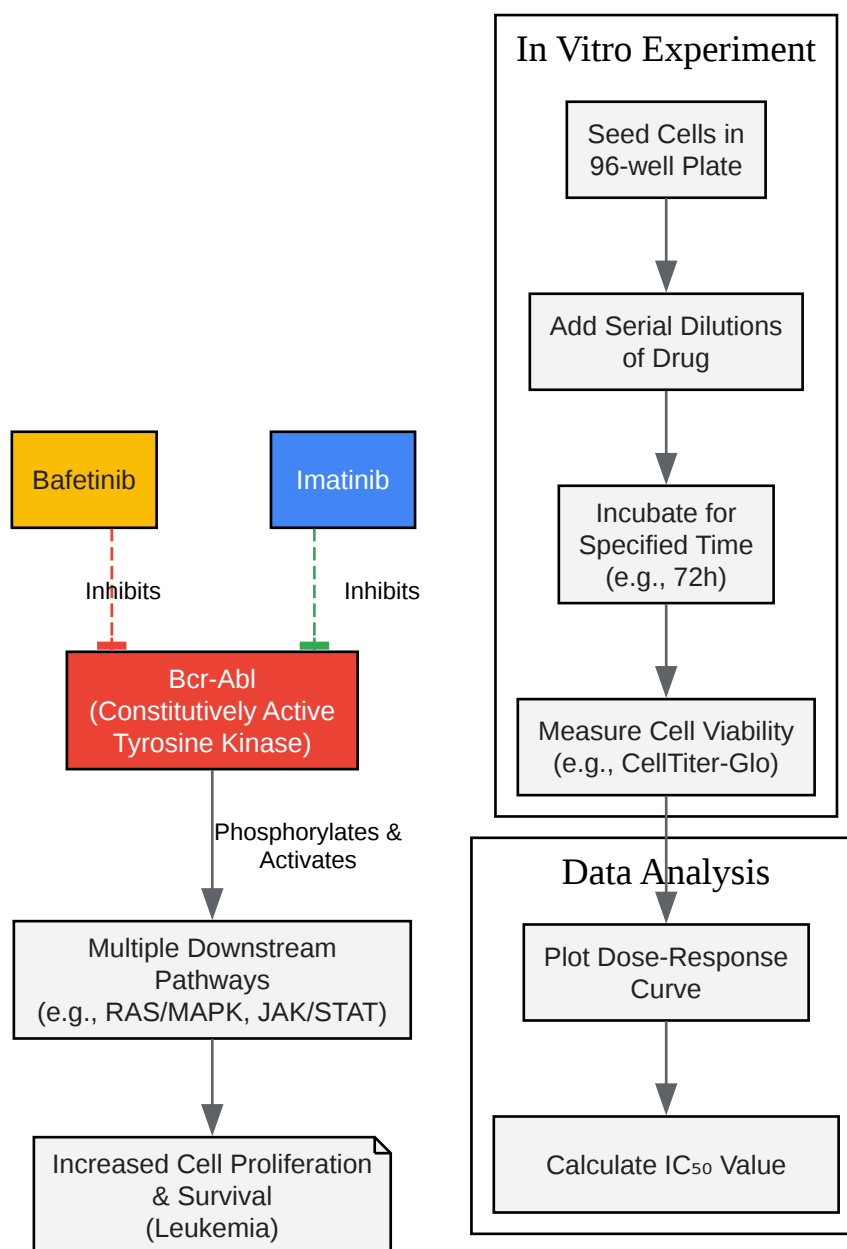 Bafetinib
Imatinib
Inhibits
Inhibits
Bcr-Abl
(Constitutively Active
Tyrosine Kinase)
Phosphorylates &
Activates
Multiple Downstream
Pathways
(e.g., RAS/MAPK, JAK/STAT)
Increased Cell Proliferation
& Survival
(Leukemia)
In Vitro Experiment
Seed Cells in
96-well Plate
Add Serial Dilutions
of Drug
Incubate for
Specified Time
(e.g., 72h)
Measure Cell Viability
(e.g., CellTiter-Glo)
Data Analysis
Plot Dose-Response
Curve
Calculate IC₅₀ Value